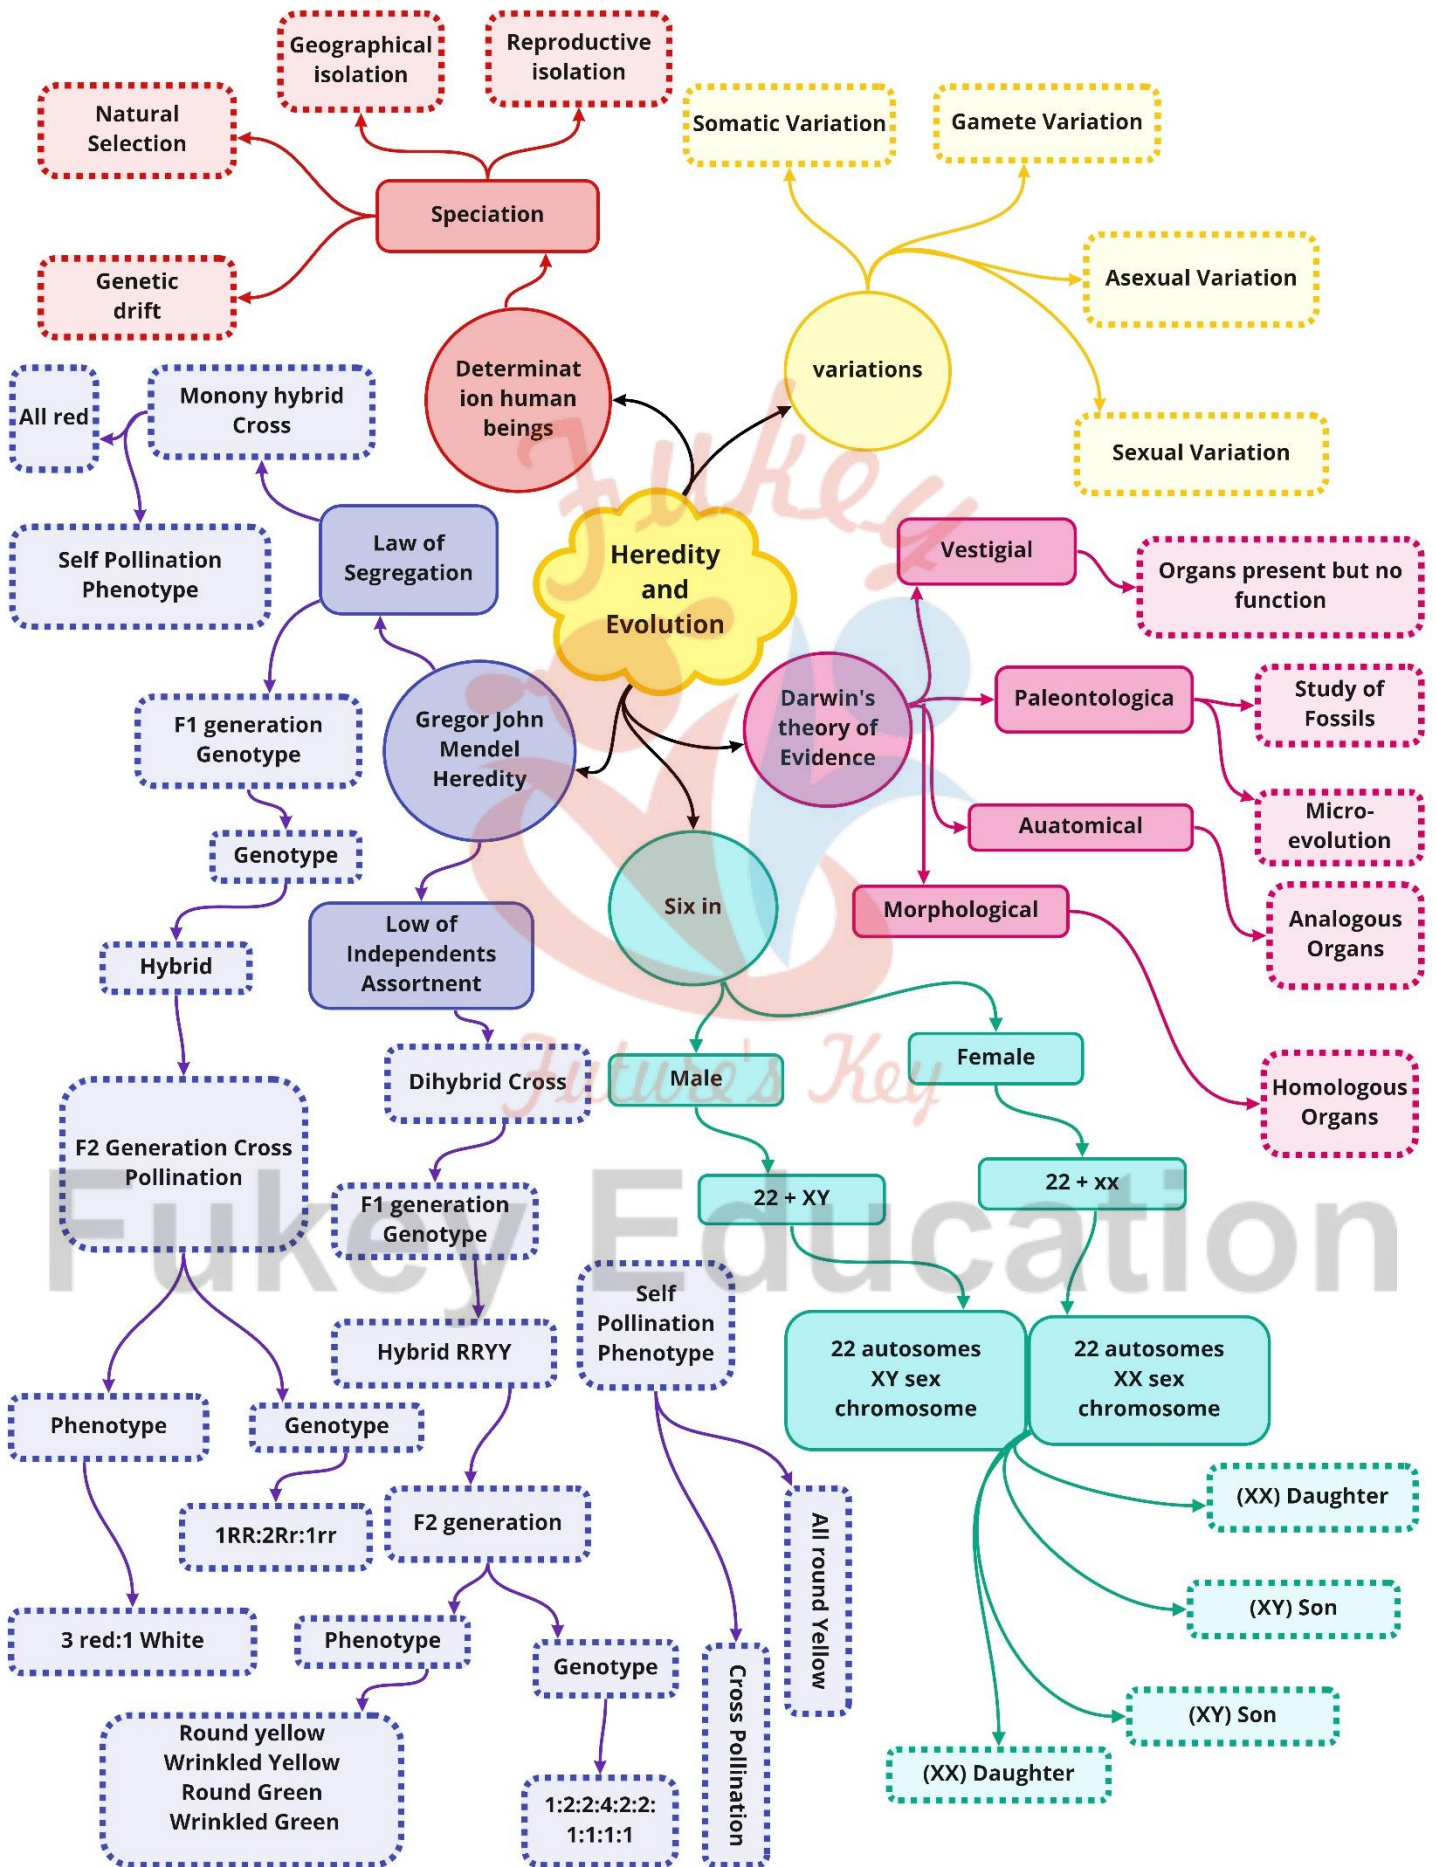 Geographical
isolation
Reproductive
isolation
Natural
Selection
Somatic Variation
Gamete Variation
Speciation
Genetic
drift
Asexual Variation
Determinat
ion human
beings
variations
All red
Monony hybrid
Cross
Sexual Variation
Fukey
Self Pollination
Phenotype
Law of
Segregation
Heredity
and
Evolution
Vestigial
Organs present but no
function
F1 generation
Genotype
Gregor John
Mendel
Heredity
Darwin's
theory of
Evidence
Paleontologica
Study of
Fossils
Micro-
evolution
Genotype
Auatomical
Six in
Morphological
Analogous
Organs
Hybrid
Low of
Independents
Assortnent
Male
Female
Future's Key
Dihybrid Cross
Homologous
Organs
F2 Generation Cross
Pollination
22 + XY
22 + xx
F1 generation
Genotype
Fukey Education
Self
Pollination
Phenotype
Hybrid RRYY
22 autosomes
XY sex
chromosome
22 autosomes
XX sex
chromosome
Phenotype
Genotype
(XX) Daughter
1RR:2Rr:1rr
F2 generation
All round Yellow
(XY) Son
3 red:1 White
Phenotype
Genotype
Cross Pollination
(XY) Son
Round yellow
Wrinkled Yellow
Round Green
Wrinkled Green
(XX) Daughter
1:2:2:4:2:2:
1:1:1:1